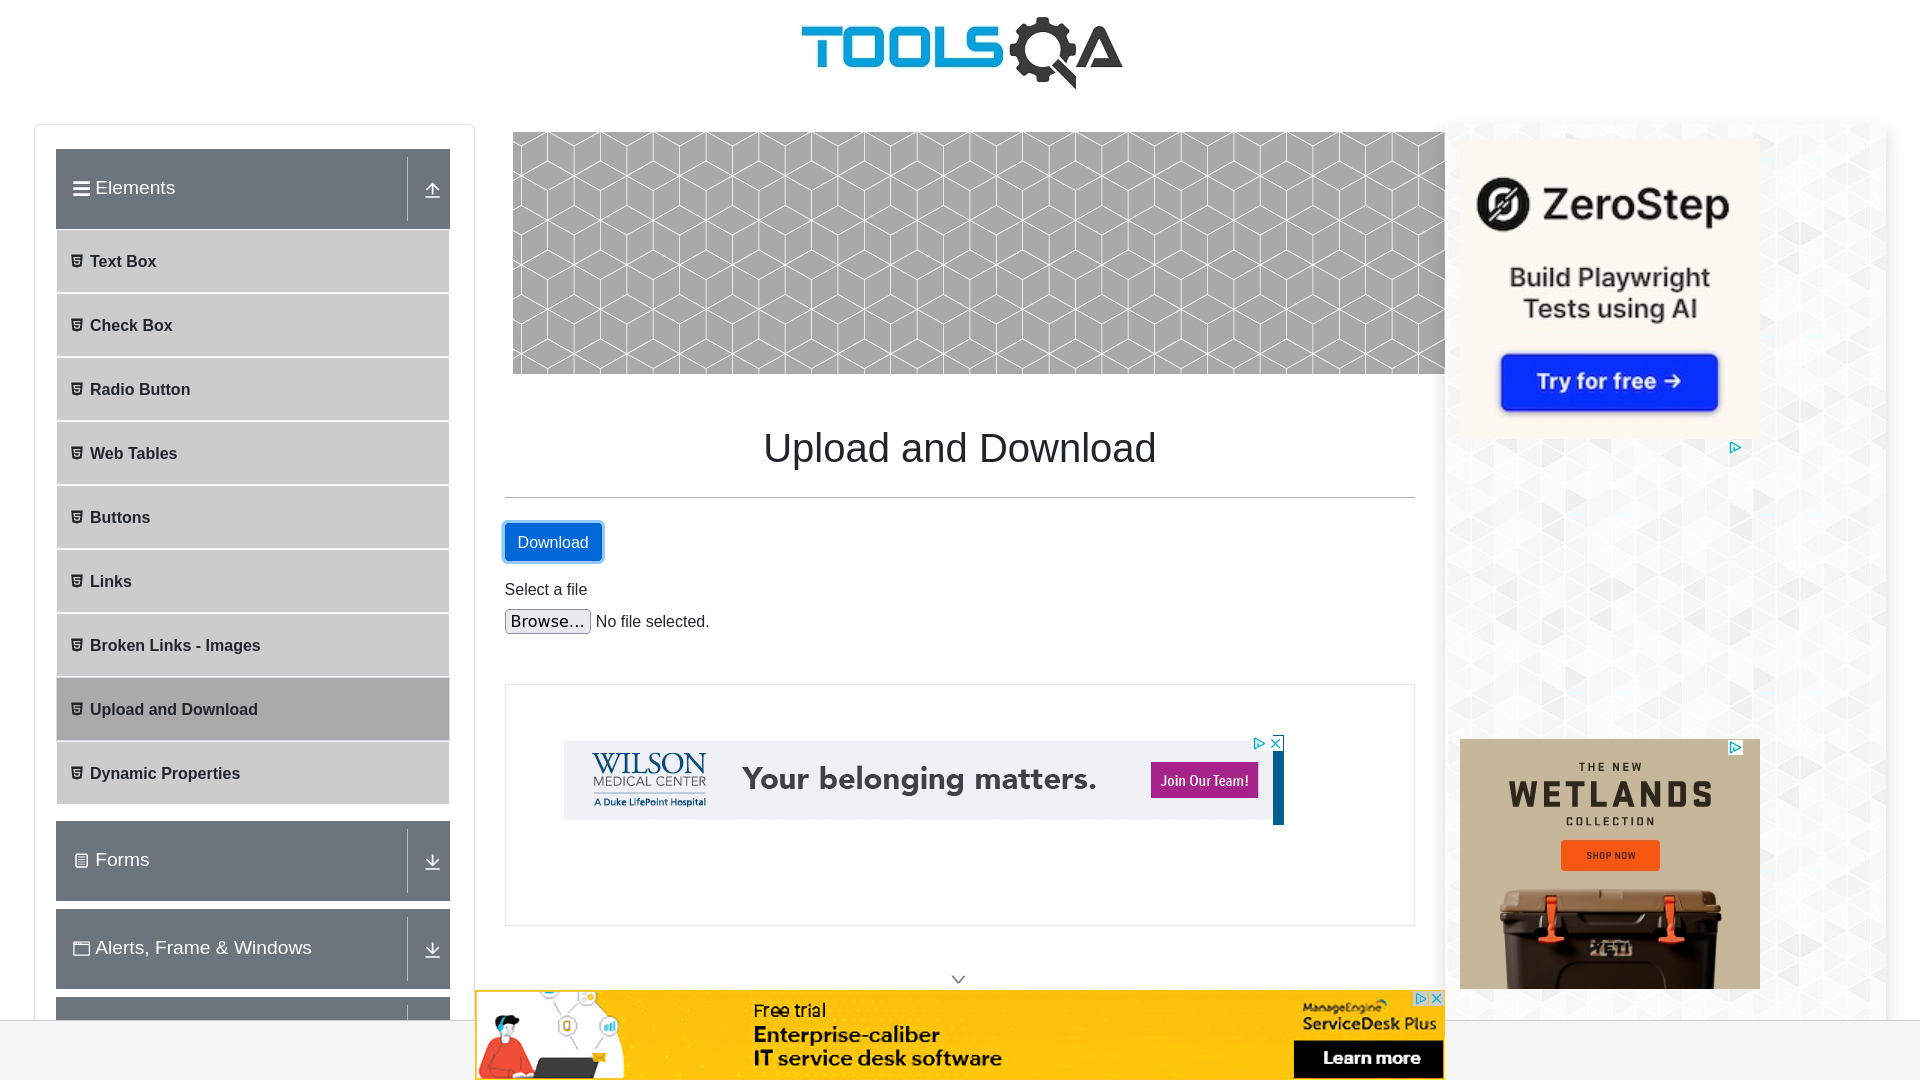 TOOLSQA
Elements
Text Box
Check Box
Radio Button
Web Tables
Buttons
Links
Broken Links - Images
Upload and Download
Dynamic Properties
Forms
Alerts, Frame & Windows
Upload and Download
Download
Select a file
Browse...
No file selected.
WILSON
MEDICAL CENTER
A Duke LifePoint Hospital
Your belonging matters.
Join Our Team!
Free trial
Enterprise-caliber
IT service desk software
ManageEngine
ServiceDesk Plus
Learn more
ZeroStep
Build Playwright
Tests using AI
Try for free →
THE NEW
WETLANDS
COLLECTION
SHOP NOW
YETI